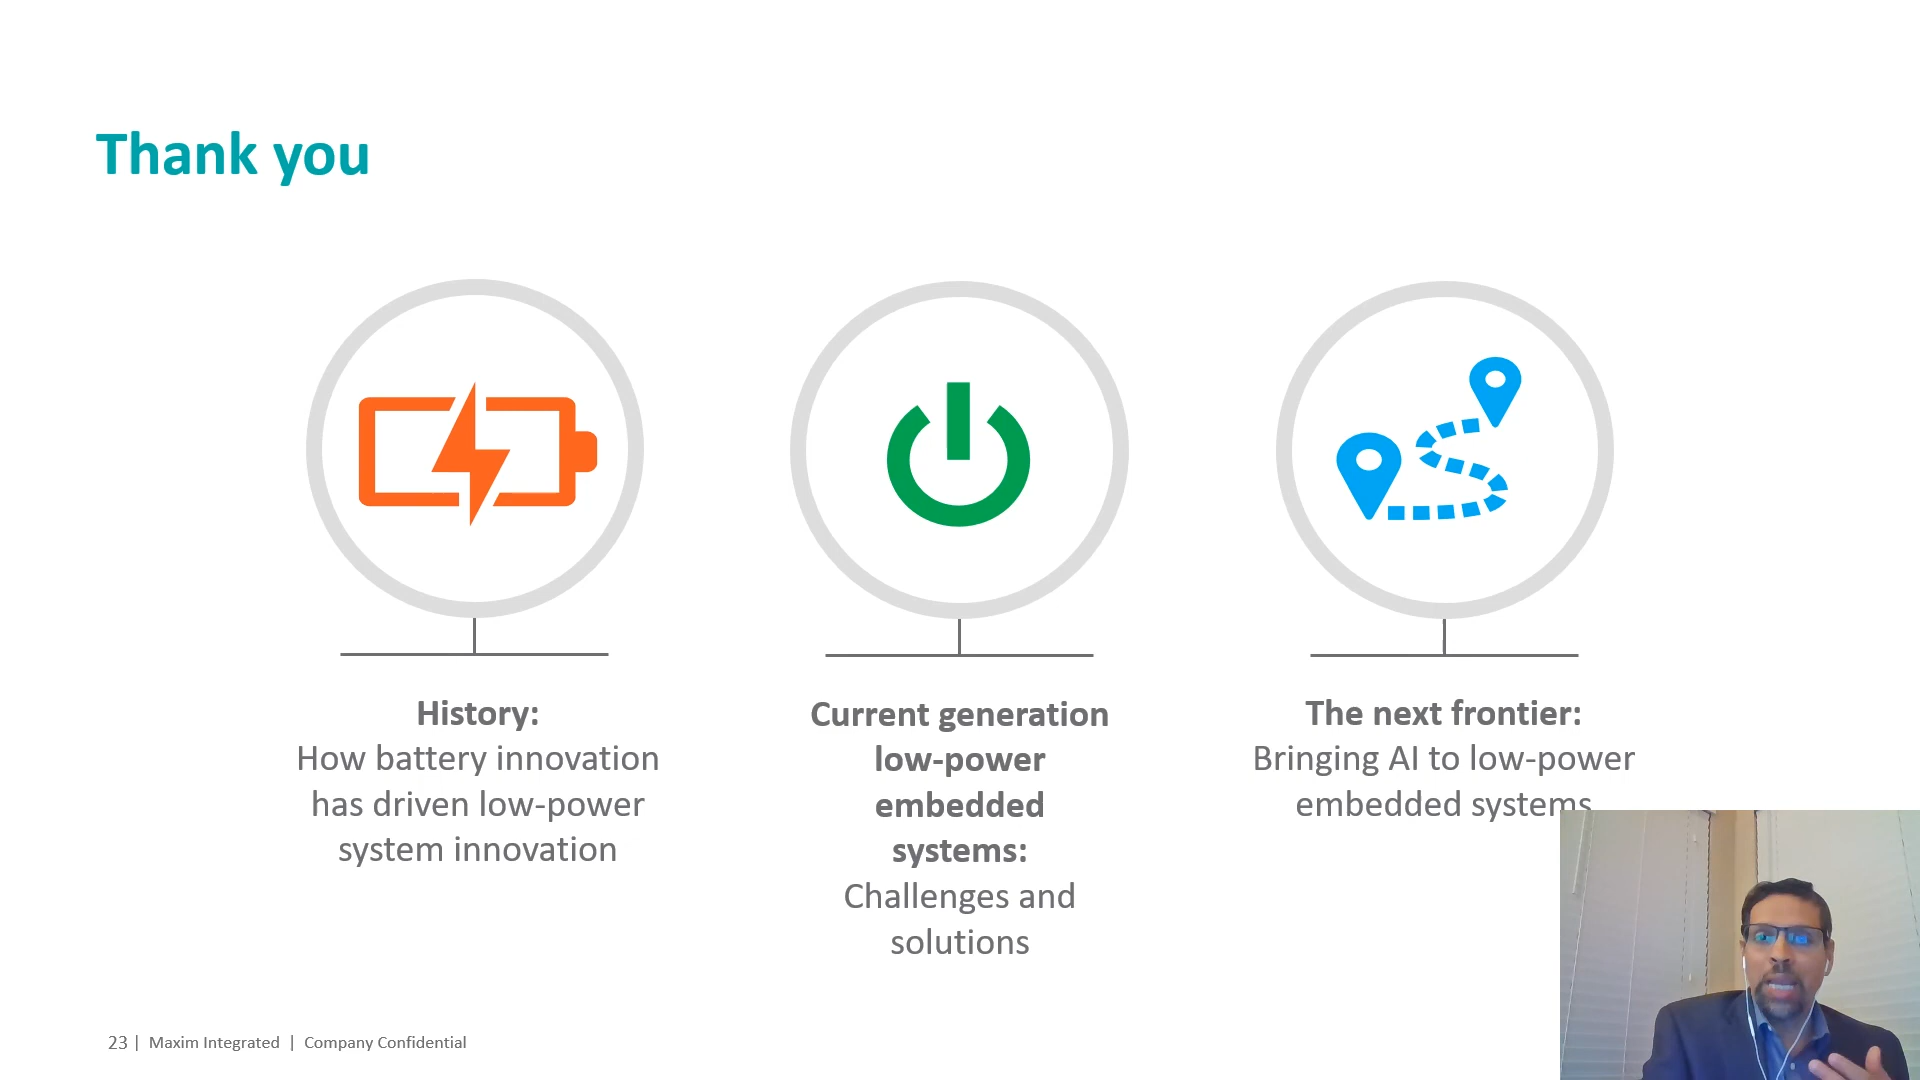 Thank you
History:
How battery innovation
has driven low-power
system innovation
Current generation
low-power
embedded
systems:
Challenges and
solutions
The next frontier:
Bringing AI to low-power
embedded systems
23 | Maxim Integrated | Company Confidential